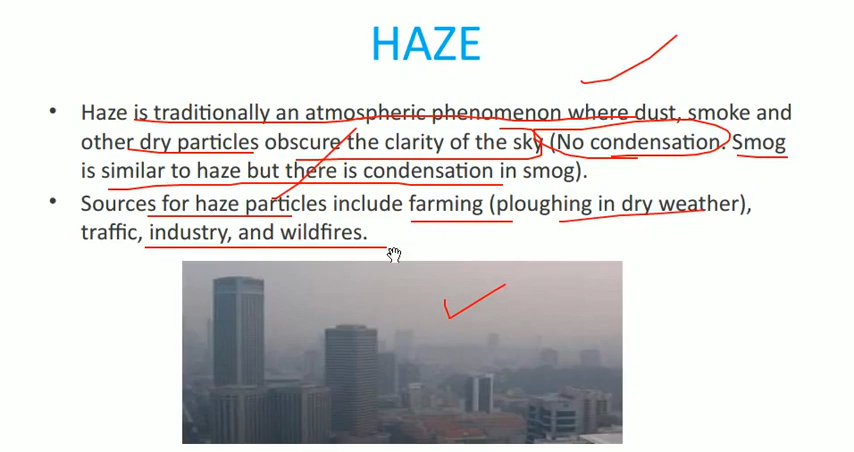 HAZE
• Haze is traditionally an atmospheric phenomenon where dust, smoke and
other dry particles obscure the clarity of the sky (No condensation. Smog
is similar to haze but there is condensation in smog).
• Sources for haze particles include farming (ploughing in dry weather),
traffic, industry, and wildfires.